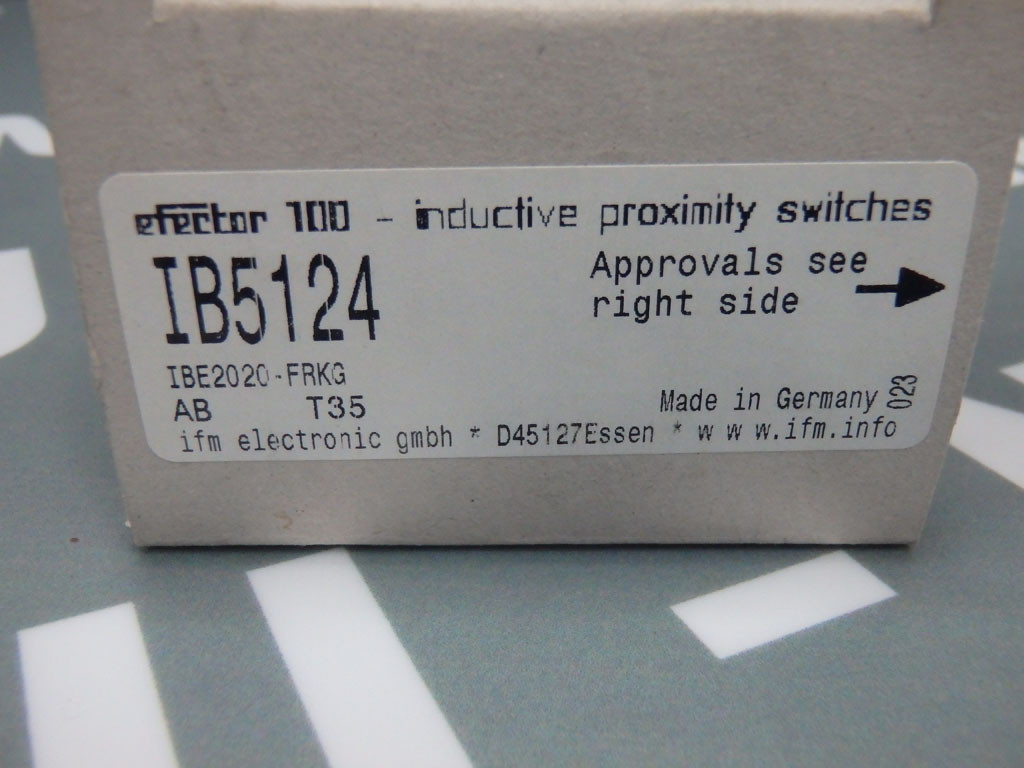 efector 100 - inductive proximity switches
IB5124
Approvals see
right side
IBE2020-FRKG
AB T35
Made in Germany
023
ifm electronic gmbh * D45127Essen * w w w.ifm.info